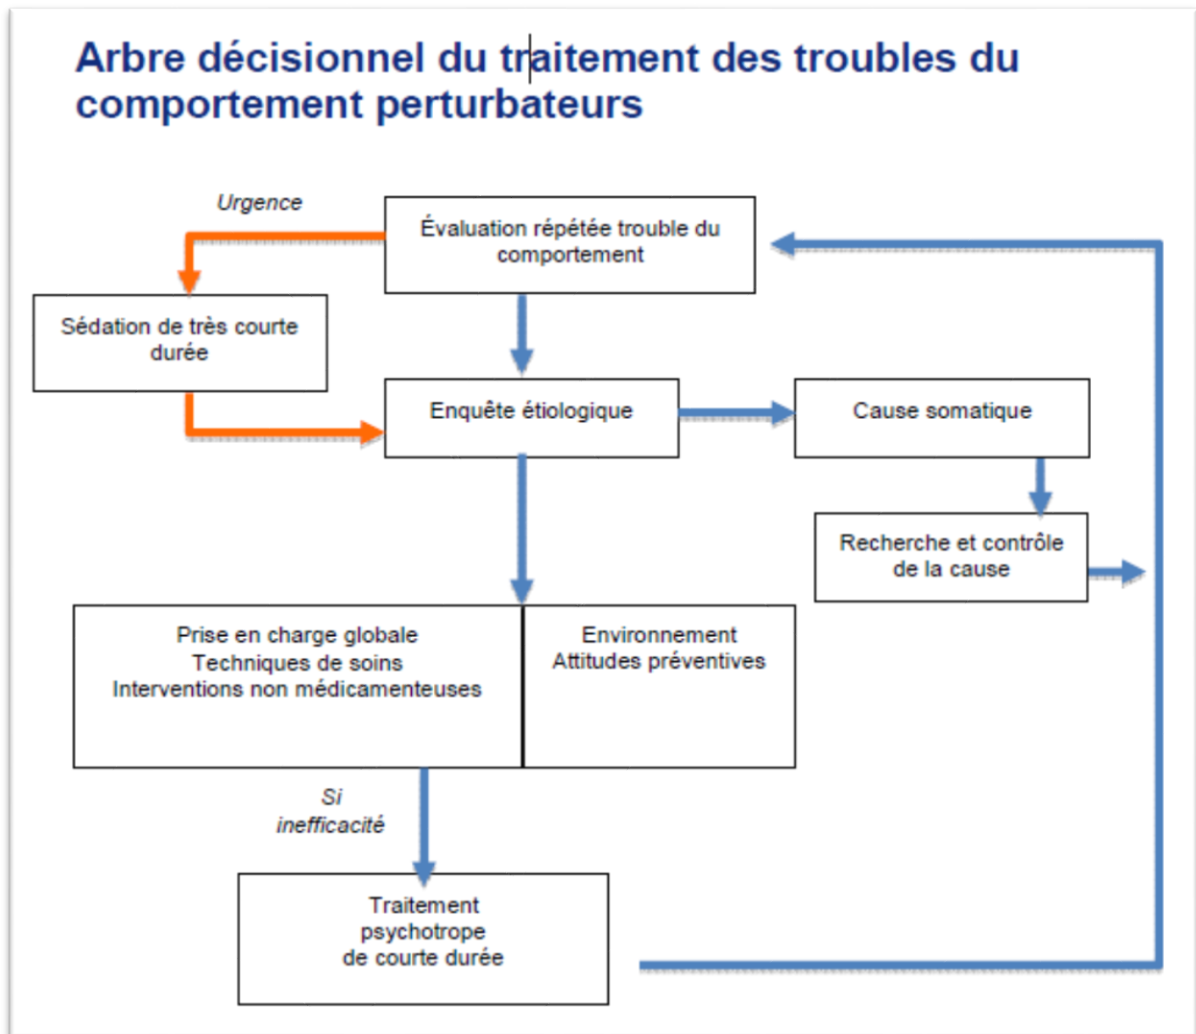 Arbre décisionnel du traitement des troubles du
comportement perturbateurs
Urgence
Évaluation répétée trouble du
comportement
Sédation de très courte
durée
Enquête étiologique
Cause somatique
Recherche et contrôle
de la cause
Prise en charge globale
Techniques de soins
Interventions non médicamenteuses
Environnement
Attitudes préventives
Si
inefficacité
Traitement
psychotrope
de courte durée